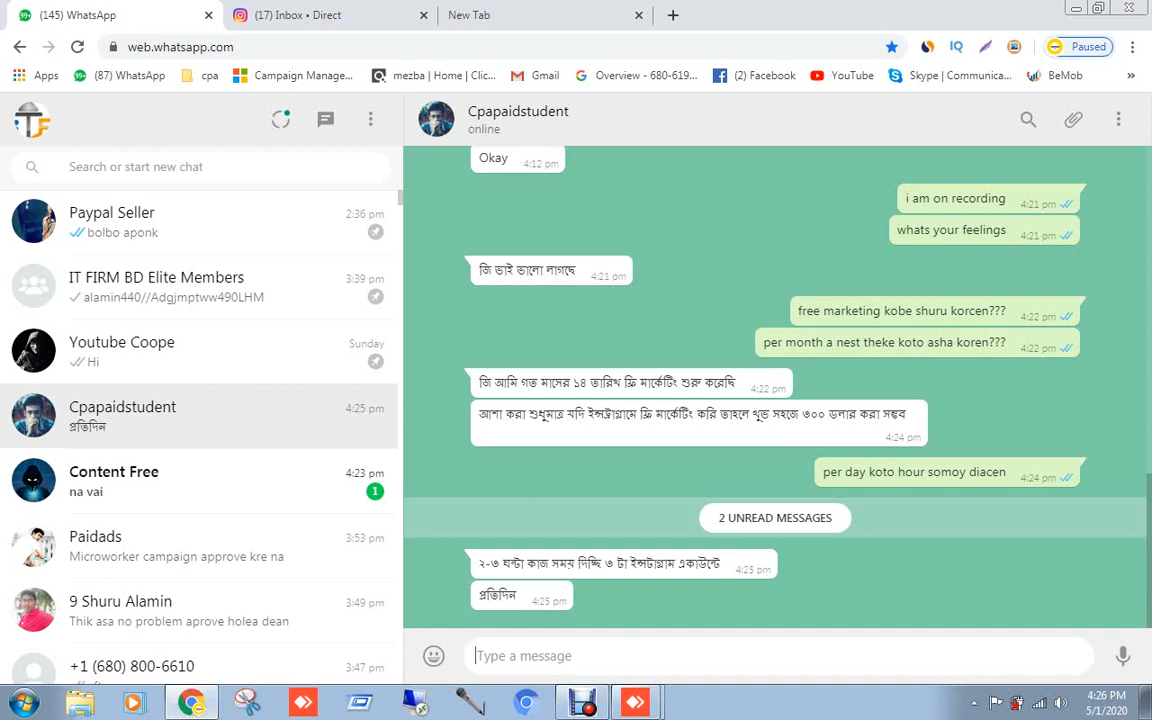 (145) WhatsApp
(17) Inbox • Direct
New Tab
web.whatsapp.com
IQ
Paused
Apps
(87) WhatsApp
cpa
Campaign Manage...
mezba | Home | Clic...
Gmail
Overview - 680-619...
(2) Facebook
YouTube
Skype | Communica...
BeMob
»
Cpapaidstudent
online
Search or start new chat
Paypal Seller
2:36 pm
bolbo aponk
IT FIRM BD Elite Members
3:39 pm
alamin440//Adgjmptww490LHM
Youtube Coope
Sunday
Hi
Cpapaidstudent
4:25 pm
প্রতিদিন
Content Free
4:23 pm
na vai
1
Paidads
3:53 pm
Microworker campaign approve kre na
9 Shuru Alamin
3:49 pm
Thik asa no problem aprove holea dean
+1 (680) 800-6610
3:47 pm
Okay
4:12 pm
i am on recording
4:21 pm
whats your feelings
4:21 pm
জি ভাই ভালো লাগছে
4:21 pm
free marketing kobe shuru korcen???
4:22 pm
per month a nest theke koto asha koren???
4:22 pm
জি আমি গত মাসের ১৪ তারিখ ফ্রি মার্কেটিং শুরু করেছি
4:22 pm
আশা করা শুধুমাত্র যদি ইন্সট্রাগ্রামে ফ্রি মার্কেটিং করি তাহলে খুভ সহজে ৩০০ ডলার করা সম্ভব
4:24 pm
per day koto hour somoy diacen
4:24 pm
2 UNREAD MESSAGES
২-৩ ঘন্টা কাজ সময় দিচ্ছি ৩ টা ইন্সটাগ্রাম একাউন্টে
4:25 pm
প্রতিদিন
4:25 pm
Type a message
4:26 PM
5/1/2020